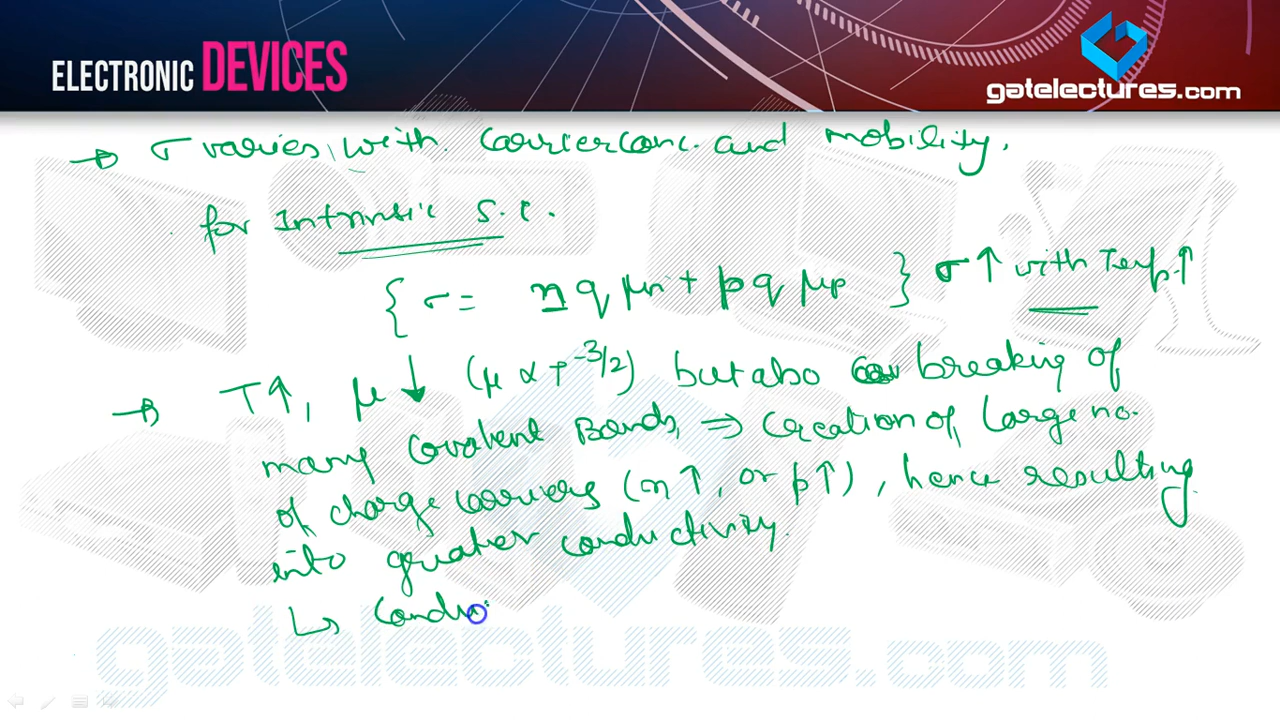 ELECTRONIC DEVICES
gatelectures.com
→ σ varies with carrier conc. and mobility.
for Intrinsic s.c.
{ σ = n q μn + p q μp } σ ↑ with Temp. ↑
→ T↑, μ ↓ (μ ∝ T^-3/2) but also breaking of
many covalent Bonds, ⇒ creation of large no.
of charge carriers (n ↑, or p ↑), hence resulting
into greater conductivity.
↳ Condu
gatelectures.com